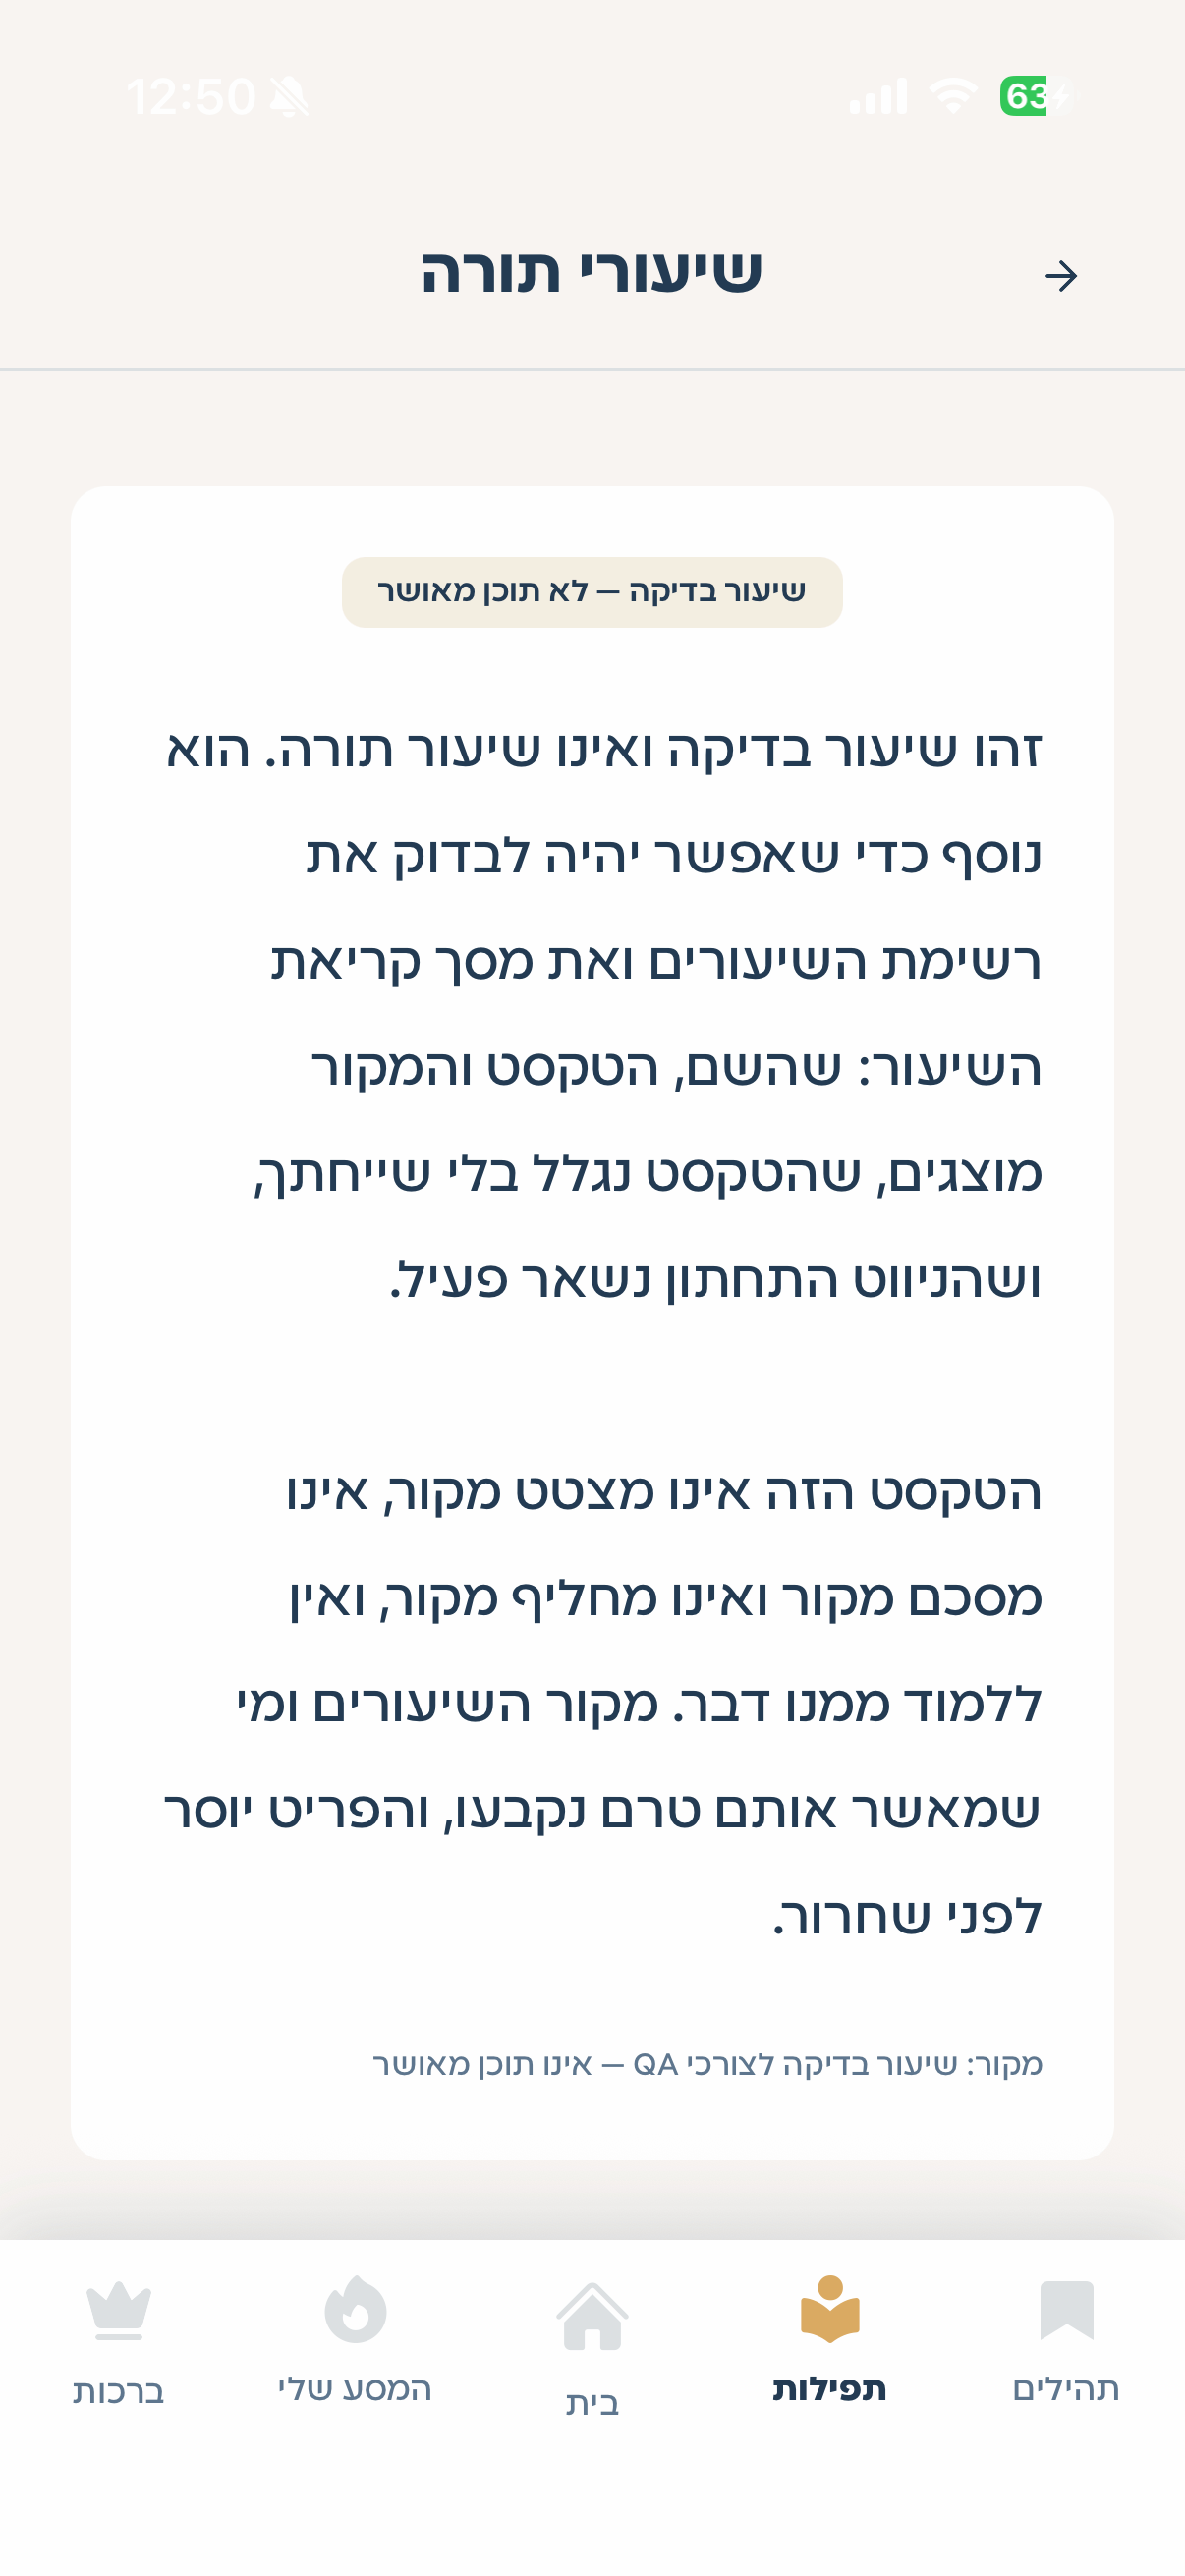 12:50
63
שיעורי תורה
שיעור בדיקה – לא תוכן מאושר
זהו שיעור בדיקה ואינו שיעור תורה. הוא
נוסף כדי שאפשר יהיה לבדוק את
רשימת השיעורים ואת מסך קריאת
השיעור: שהשם, הטקסט והמקור
מוצגים, שהטקסט נגלל בלי שייחתך,
ושהניווט התחתון נשאר פעיל.
הטקסט הזה אינו מצטט מקור, אינו
מסכם מקור ואינו מחליף מקור, ואין
ללמוד ממנו דבר. מקור השיעורים ומי
שמאשר אותם טרם נקבעו, והפריט יוסר
לפני שחרור.
מקור: שיעור בדיקה לצורכי QA – אינו תוכן מאושר
תהילים
תפילות
בית
המסע שלי
ברכות